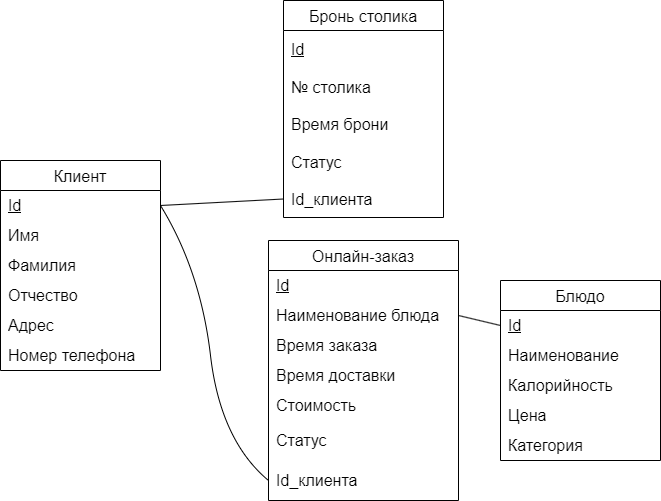 Бронь столика
Id
№ столика
Время брони
Статус
Id_клиента
Клиент
Id
Имя
Фамилия
Отчество
Адрес
Номер телефона
Онлайн-заказ
Id
Наименование блюда
Время заказа
Время доставки
Стоимость
Статус
Id_клиента
Блюдо
Id
Наименование
Калорийность
Цена
Категория